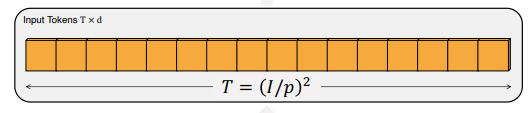 Input Tokens T × d
T = (I/p)²